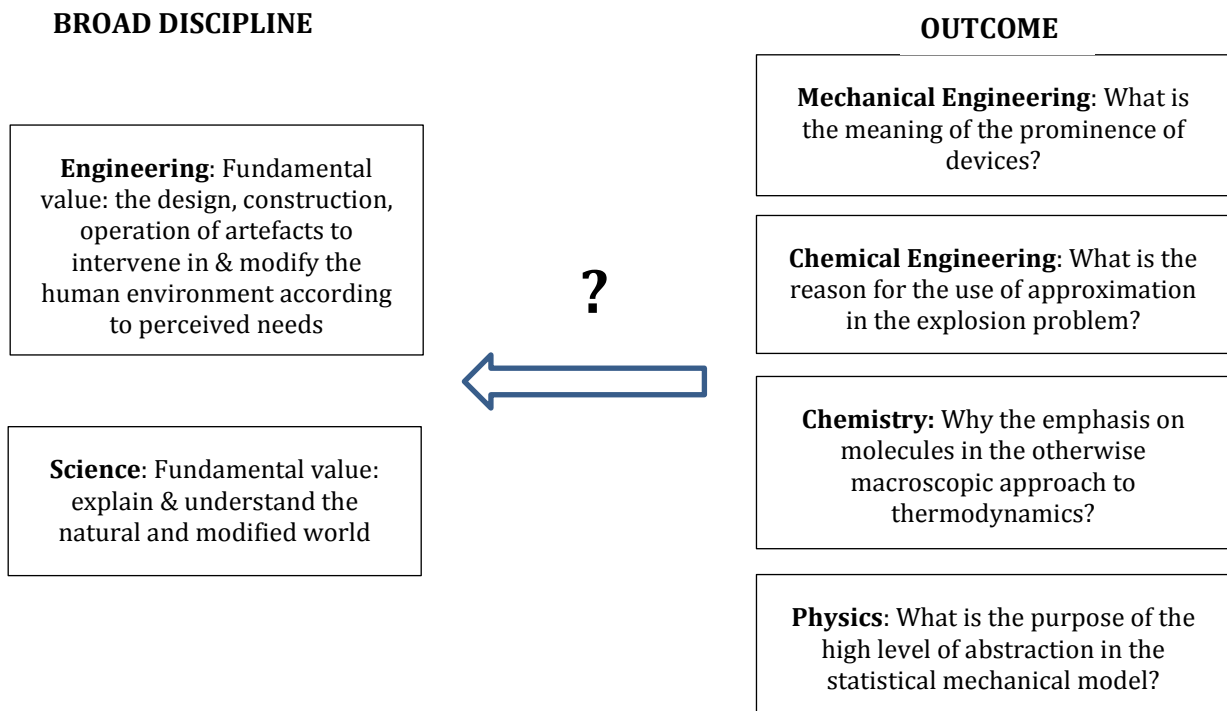 BROAD DISCIPLINE
OUTCOME
Engineering: Fundamental
value: the design, construction,
operation of artefacts to
intervene in & modify the
human environment according
to perceived needs
Science: Fundamental value:
explain & understand the
natural and modified world
?
Mechanical Engineering: What is
the meaning of the prominence of
devices?
Chemical Engineering: What is the
reason for the use of approximation
in the explosion problem?
Chemistry: Why the emphasis on
molecules in the otherwise
macroscopic approach to
thermodynamics?
Physics: What is the purpose of the
high level of abstraction in the
statistical mechanical model?